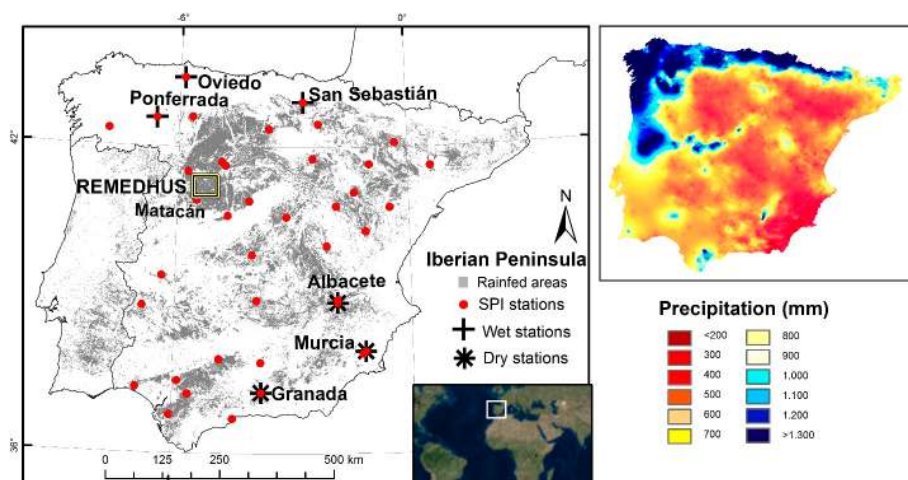 -6°
0°
Oviedo
San Sebastián
Ponferrada
42°
REMEDHUS
Matacán
N
Iberian Peninsula
Rainfed areas
SPI stations
Wet stations
Dry stations
Albacete
Murcia
Granada
36°
0 125 250 500 km
Precipitation (mm)
<200
300
400
500
600
700
800
900
1.000
1.100
1.200
>1.300